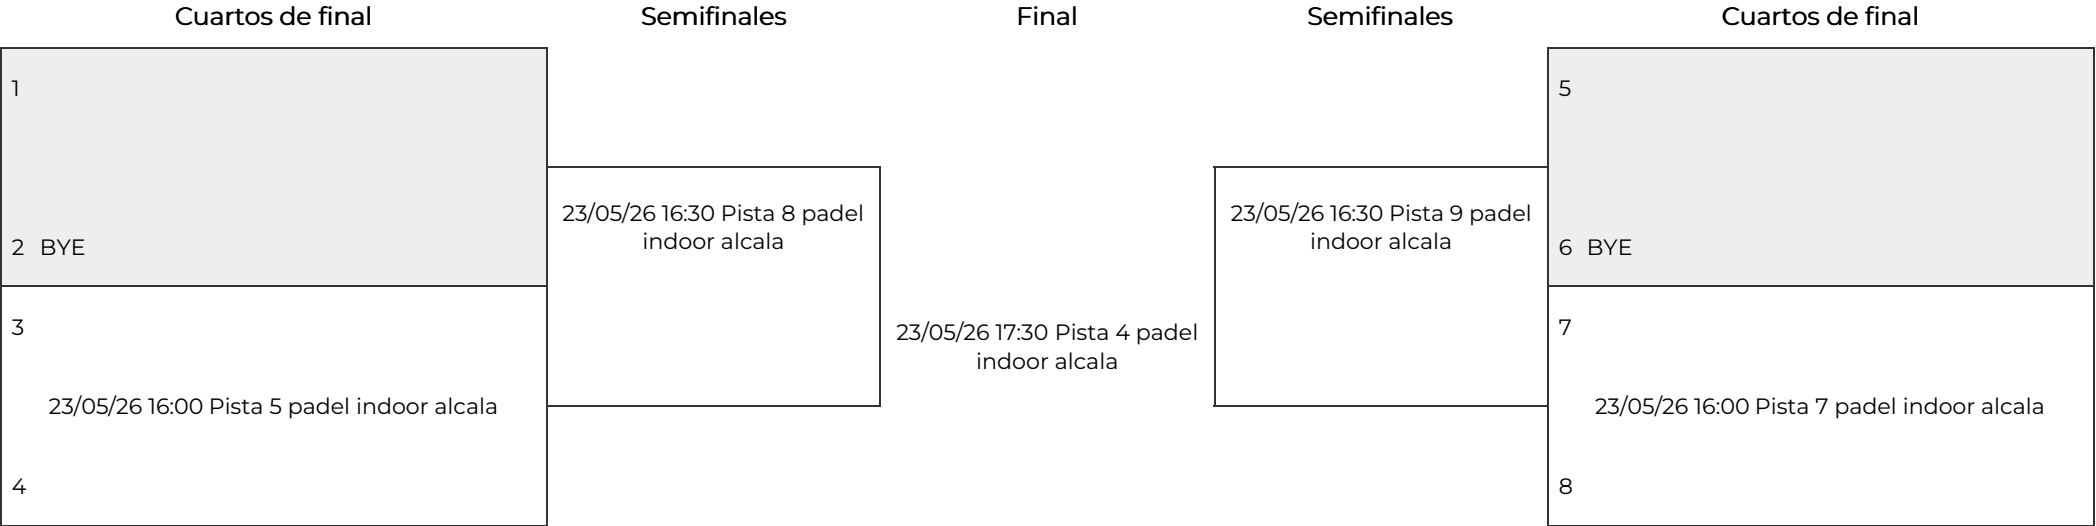 Cuartos de final
Semifinales
Final
Semifinales
Cuartos de final
1
2 BYE
3
23/05/26 16:00 Pista 5 padel indoor alcala
4
23/05/26 16:30 Pista 8 padel
indoor alcala
23/05/26 17:30 Pista 4 padel
indoor alcala
23/05/26 16:30 Pista 9 padel
indoor alcala
5
6 BYE
7
23/05/26 16:00 Pista 7 padel indoor alcala
8